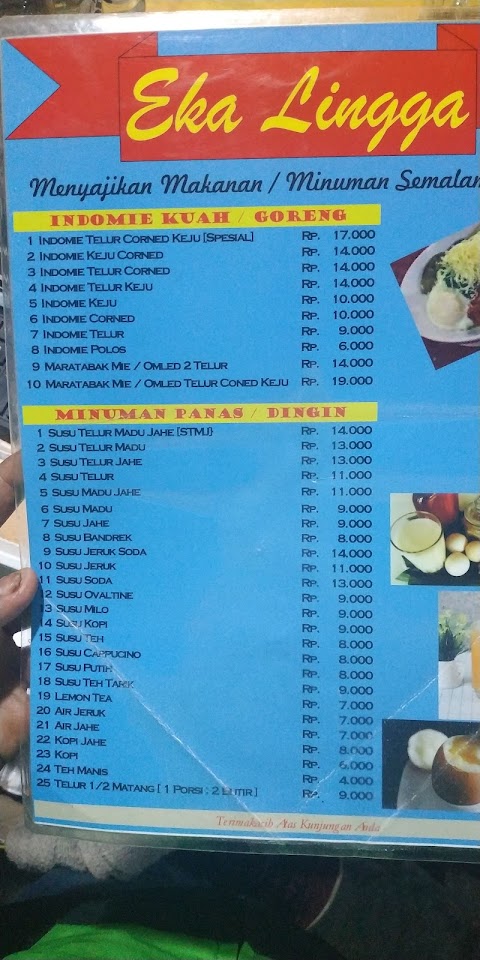 Eka Lingga
Menyajikan Makanan / Minuman Semalan
INDOMIE KUAH / GORENG
1 INDOMIE TELUR CORNED KEJU [SPESIAL] RP. 17.000
2 INDOMIE KEJU CORNED RP. 14.000
3 INDOMIE TELUR CORNED RP. 14.000
4 INDOMIE TELUR KEJU RP. 14.000
5 INDOMIE KEJU RP. 10.000
6 INDOMIE CORNED RP. 10.000
7 INDOMIE TELUR RP. 9.000
8 INDOMIE POLOS RP. 6.000
9 MARATABAK MIE / OMLED 2 TELUR RP. 14.000
10 MARATABAK MIE / OMLED TELUR CONED KEJU RP. 19.000
MINUMAN PANAS / DINGIN
1 SUSU TELUR MADU JAHE [STMJ} RP. 14.000
2 SUSU TELUR MADU RP. 13.000
3 SUSU TELUR JAHE RP. 13.000
4 SUSU TELUR RP. 11.000
5 SUSU MADU JAHE RP. 11.000
6 SUSU MADU RP. 9.000
7 SUSU JAHE RP. 9.000
8 SUSU BANDREK RP. 8.000
9 SUSU JERUK SODA RP. 14.000
10 SUSU JERUK RP. 11.000
11 SUSU SODA RP. 13.000
12 SUSU OVALTINE RP. 9.000
13 SUSU MILO RP. 9.000
14 SUSU KOPI RP. 9.000
15 SUSU TEH RP. 8.000
16 SUSU CAPPUCINO RP. 8.000
17 SUSU PUTIH RP. 8.000
18 SUSU TEH TARIK RP. 9.000
19 LEMON TEA RP. 7.000
20 AIR JERUK RP. 7.000
21 AIR JAHE RP. 7.000
22 KOPI JAHE RP. 8.000
23 KOPI RP. 6.000
24 TEH MANIS RP. 4.000
25 TELUR 1/2 MATANG [ 1 PORSI : 2 BUTIR ] RP. 9.000
Terimakasih Atas Kunjungan Anda